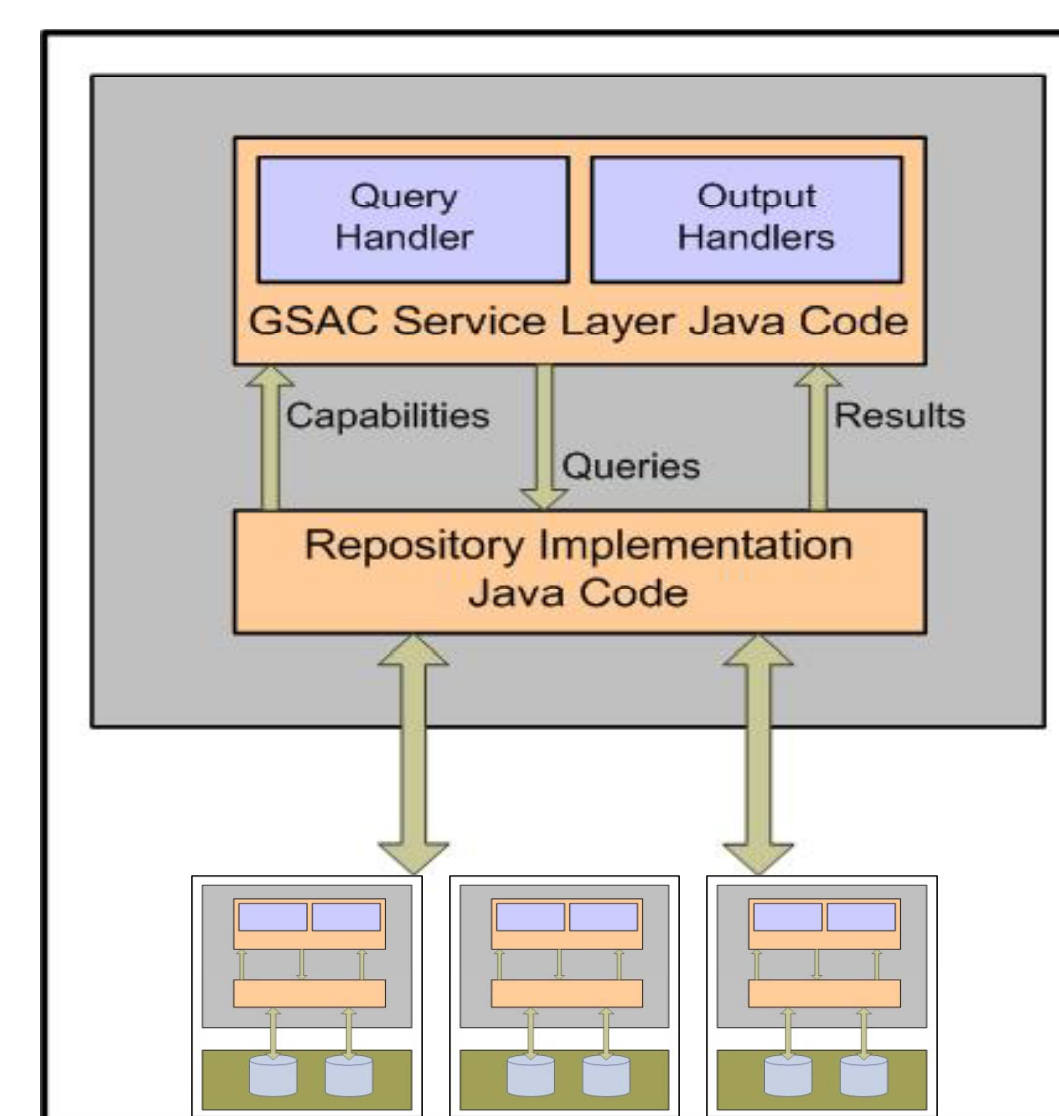 Query
Handler
Output
Handlers
GSAC Service Layer Java Code
Capabilities
Queries
Results
Repository Implementation
Java Code